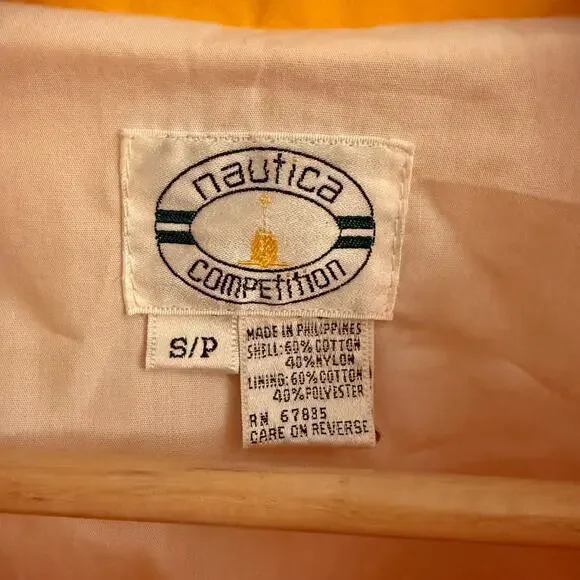 nautica
COMPETITION
S/P
MADE IN PHILIPPINES
SHELL: 60% COTTON
40% NYLON
LINING: 60% COTTON
40% POLYESTER
RN 67835
CARE ON REVERSE